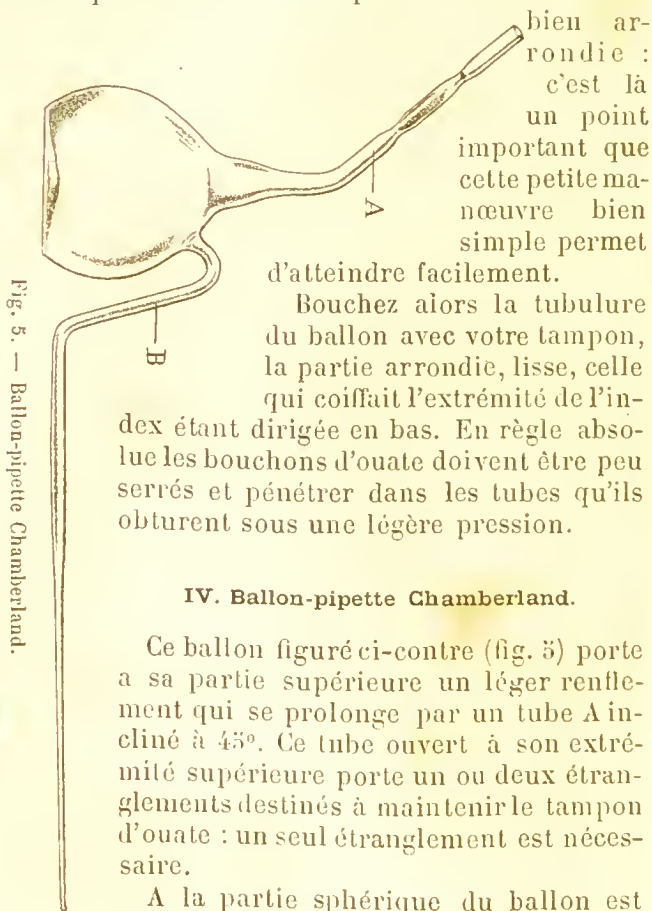 bien ar-
rondie :
c'est là
un point
important que
cette petite ma-
nœuvre bien
simple permet
d'atteindre facilement.
Bouchez alors la tubulure
du ballon avec votre tampon,
la partie arrondie, lisse, celle
qui coiffait l'extrémité de l'in-
dex étant dirigée en bas. En règle abso-
lue les bouchons d'ouate doivent être peu
serrés et pénétrer dans les tubes qu'ils
obturent sous une légère pression.
A
B
Fig. 5. — Ballon-pipette Chamberland.
IV. Ballon-pipette Chamberland.
Ce ballon figuré ci-contre (fig. 5) porte
a sa partie supérieure un léger renfle-
ment qui se prolonge par un tube A in-
cliné à 45°. Ce tube ouvert à son extré-
mité supérieure porte un ou deux étran-
glements destinés à maintenir le tampon
d'ouate : un seul étranglement est néces-
saire.
A la partie sphérique du ballon est